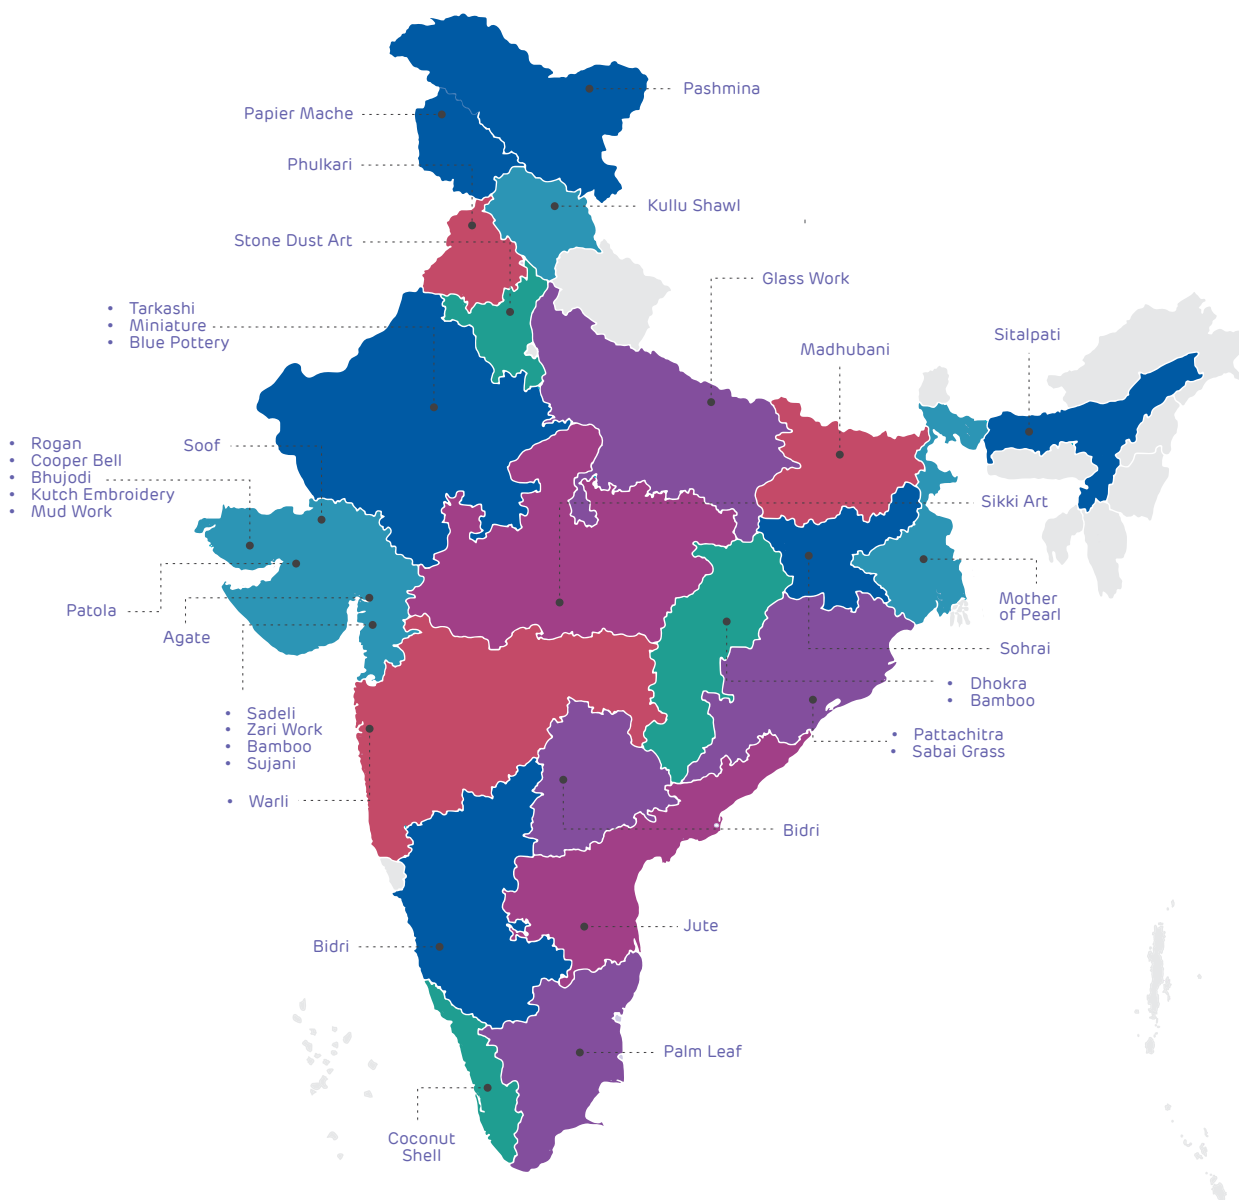 Pashmina
Papier Mache
Phulkari
Kullu Shawl
Stone Dust Art
Glass Work
• Tarkashi
• Miniature
• Blue Pottery
Sitalpati
Madhubani
• Rogan
• Cooper Bell
• Bhujodi
• Kutch Embroidery
• Mud Work
Soof
Sikki Art
Patola
Agate
Mother
of Pearl
Sohrai
• Dhokra
• Bamboo
• Sadeli
• Zari Work
• Bamboo
• Sujani
• Pattachitra
• Sabai Grass
• Warli
Bidri
Jute
Bidri
Palm Leaf
Coconut
Shell